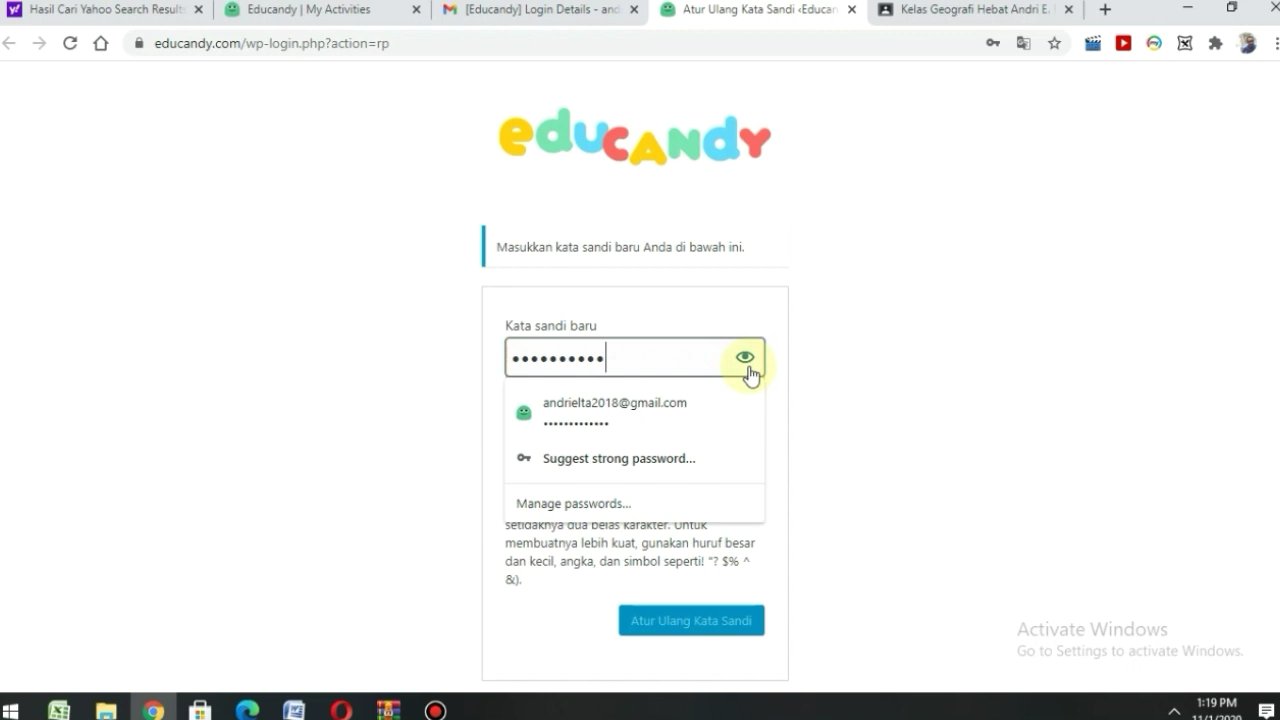 Hasil Cari Yahoo Search Results
Educandy | My Activities
[Educandy] Login Details - and
Atur Ulang Kata Sandi ‹Educan
Kelas Geografi Hebat Andri E.
educandy.com/wp-login.php?action=rp
eduCANdY
Masukkan kata sandi baru Anda di bawah ini.
Kata sandi baru
••••••••••
andrielta2018@gmail.com
•••••••••••••
Suggest strong password...
Manage passwords...
setidaknya dua belas karakter. Untuk
membuatnya lebih kuat, gunakan huruf besar
dan kecil, angka, dan simbol seperti! "? $% ^
&).
Atur Ulang Kata Sandi
Activate Windows
Go to Settings to activate Windows.
1:19 PM
11/1/2020